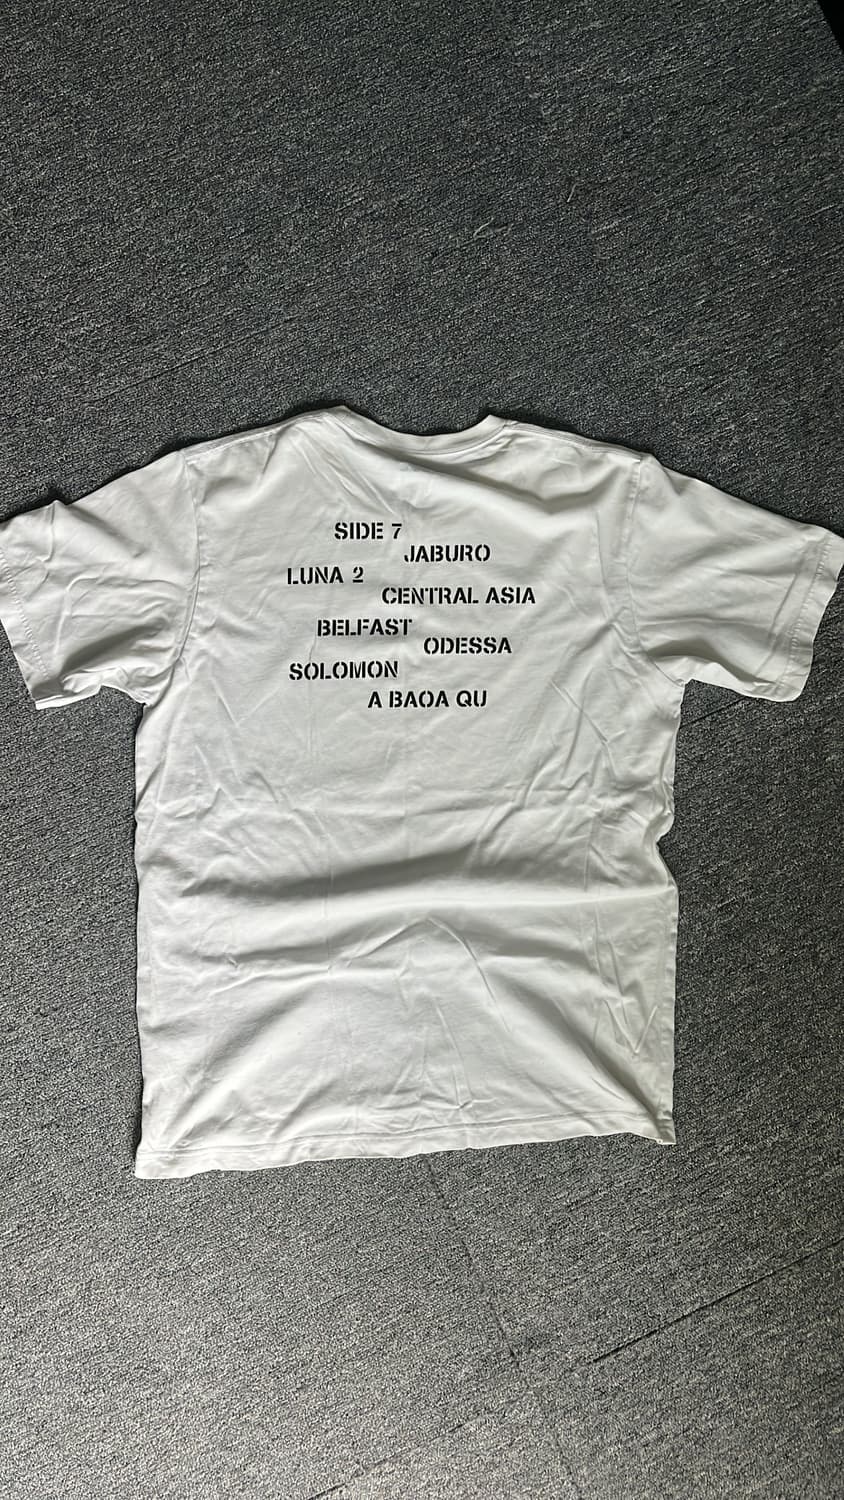 SIDE 7
JABURO
LUNA 2
CENTRAL ASIA
BELFAST
ODESSA
SOLOMON
A BAOA QU